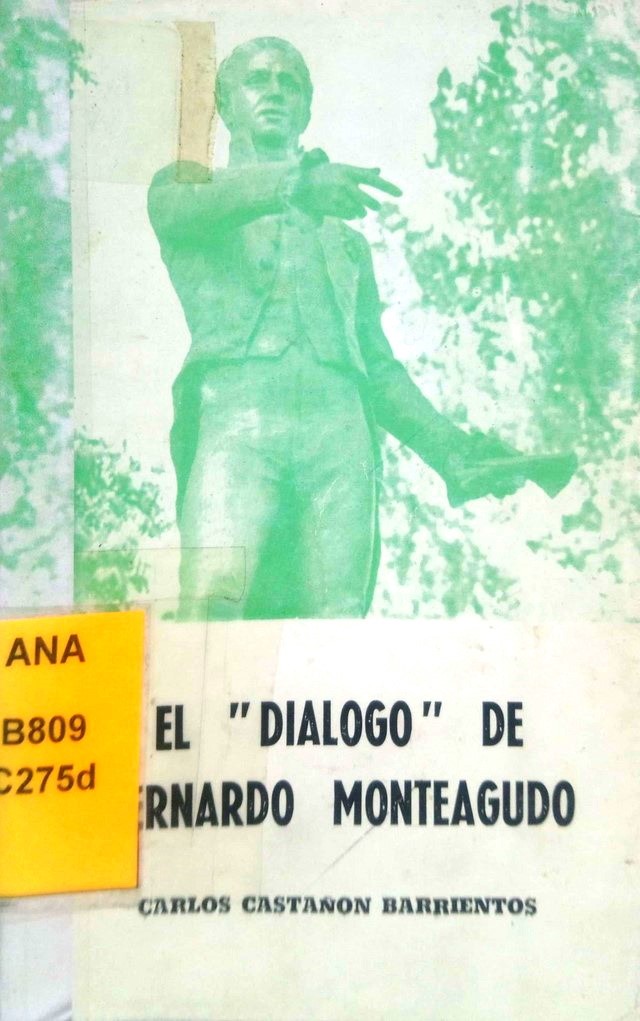 ANA
B809
C275d
EL "DIALOGO" DE
ERNARDO MONTEAGUDO
CARLOS CASTAÑON BARRIENTOS